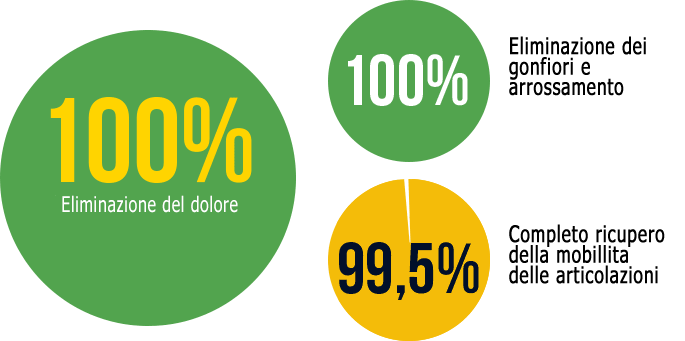 100%
Eliminazione del dolore
100%
Eliminazione dei
gonfiori e
arrossamento
99,5%
Completo ricupero
della mobillita
delle articolazioni